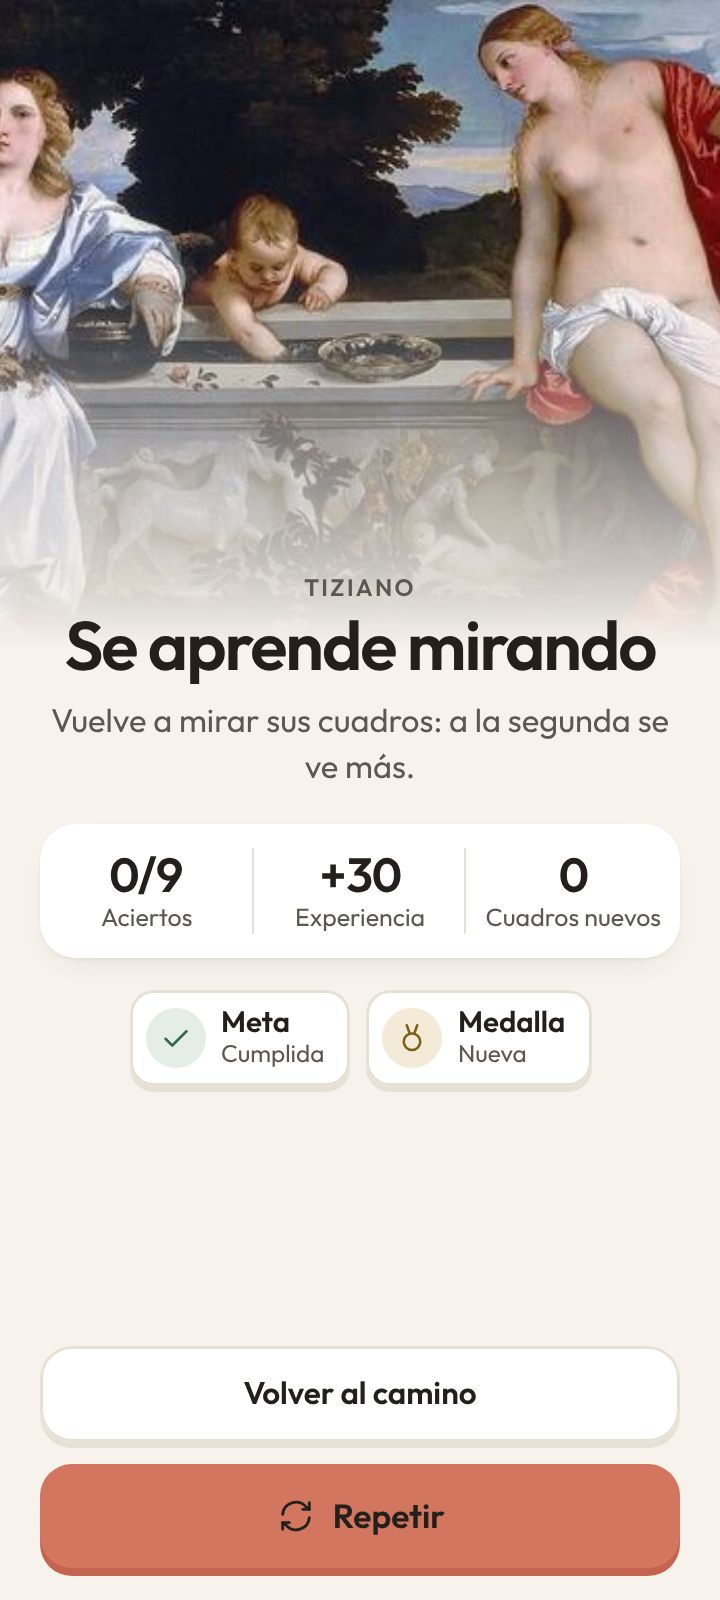 TIZIANO
Se aprende mirando
Vuelve a mirar sus cuadros: a la segunda se
ve más.
0/9
Aciertos
+30
Experiencia
0
Cuadros nuevos
Meta
Cumplida
Medalla
Nueva
Volver al camino
Repetir